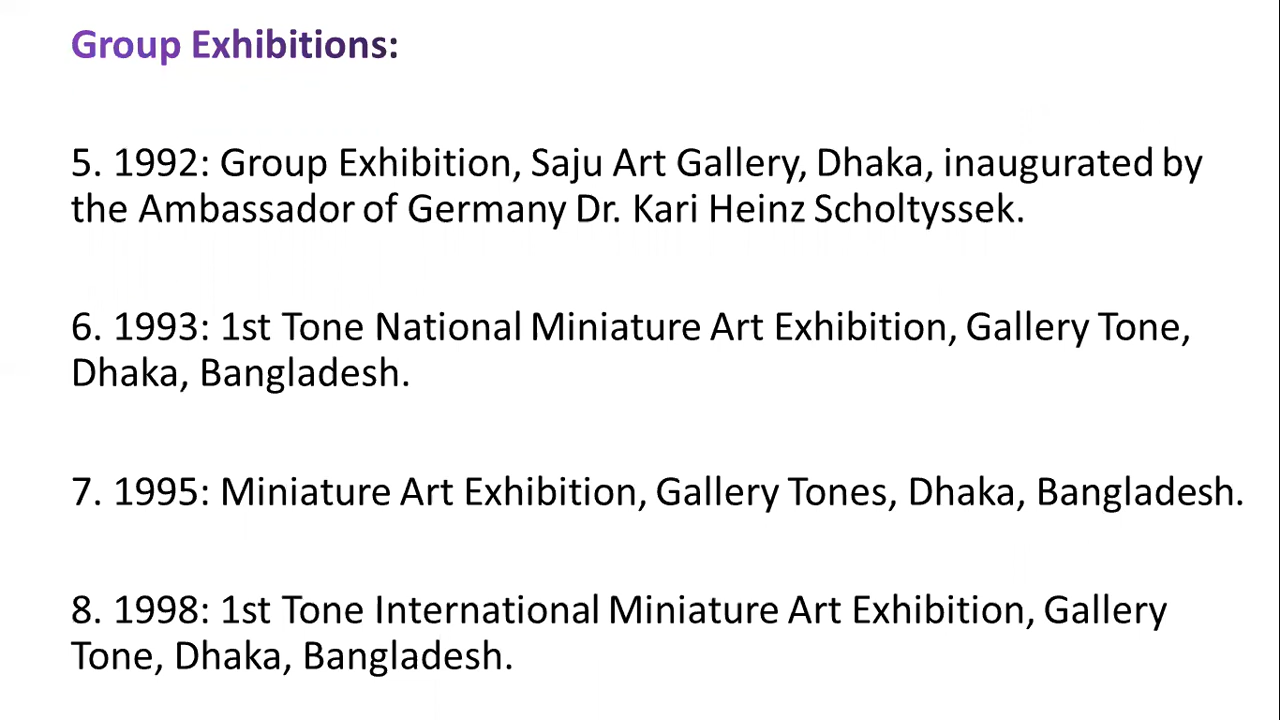 Group Exhibitions:
5. 1992: Group Exhibition, Saju Art Gallery, Dhaka, inaugurated by
the Ambassador of Germany Dr. Kari Heinz Scholtyssek.
6. 1993: 1st Tone National Miniature Art Exhibition, Gallery Tone,
Dhaka, Bangladesh.
7. 1995: Miniature Art Exhibition, Gallery Tones, Dhaka, Bangladesh.
8. 1998: 1st Tone International Miniature Art Exhibition, Gallery
Tone, Dhaka, Bangladesh.